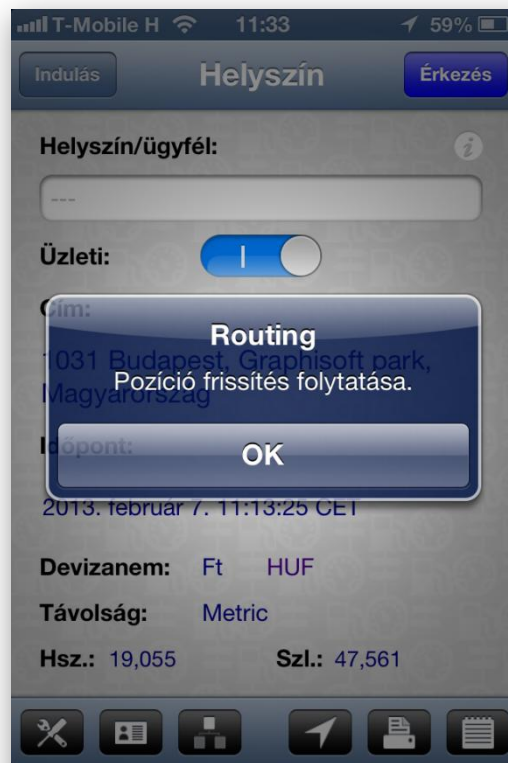 T-Mobile H 11:33 59%
Indulás Helyszín Érkezés
Helyszín/ügyfél:
---
Üzleti:
Cím:
Routing
1031 Budapest, Graphisoft park,
Pozíció frissítés folytatása.
Magyarország
Időpont:
OK
2013. február 7. 11:13:25 CET
Devizanem: Ft HUF
Távolság: Metric
Hsz.: 19,055 Szl.: 47,561